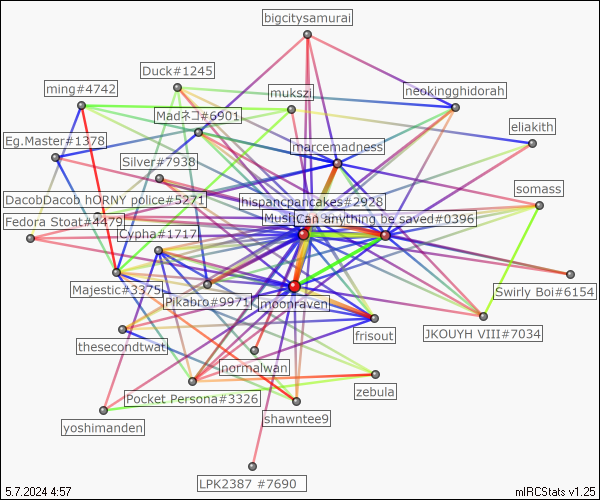 bigcitysamurai
Duck#1245
ming#4742
mukszi
neokingghidorah
Madネコ#6901
eliakith
Eg.Master#1378
marcemadness
Silver#7938
somass
DacobDacob hORNY police#5271
hispancpancakes#2928
Fedora Stoat#4479
Musi
Can anything be saved#0396
Cypha#1717
Majestic#3375
Pikabro#9971
moonraven
Swirly Boi#6154
frisout
JKOUYH VIII#7034
thesecondtwat
normalwan
zebula
Pocket Persona#3326
shawntee9
yoshimanden
LPK2387 #7690
5.7.2024 4:57
mIRCStats v1.25